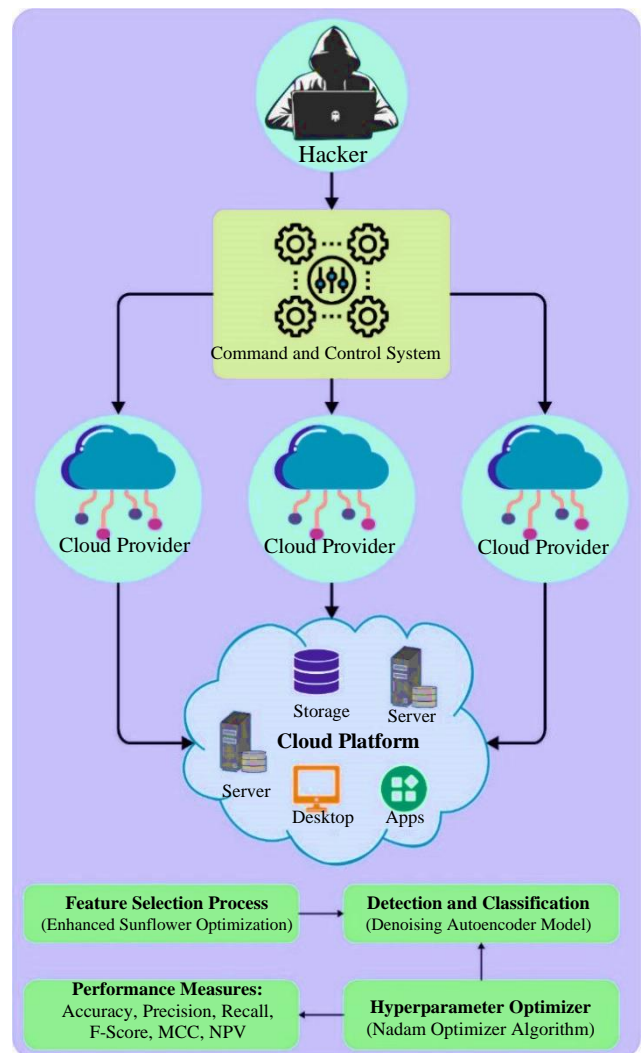 Hacker
Command and Control System
Cloud Provider
Cloud Provider
Cloud Provider
Storage
Server
Cloud Platform
Server
Desktop
Apps
Feature Selection Process
(Enhanced Sunflower Optimization)
Detection and Classification
(Denoising Autoencoder Model)
Performance Measures:
Accuracy, Precision, Recall,
F-Score, MCC, NPV
Hyperparameter Optimizer
(Nadam Optimizer Algorithm)